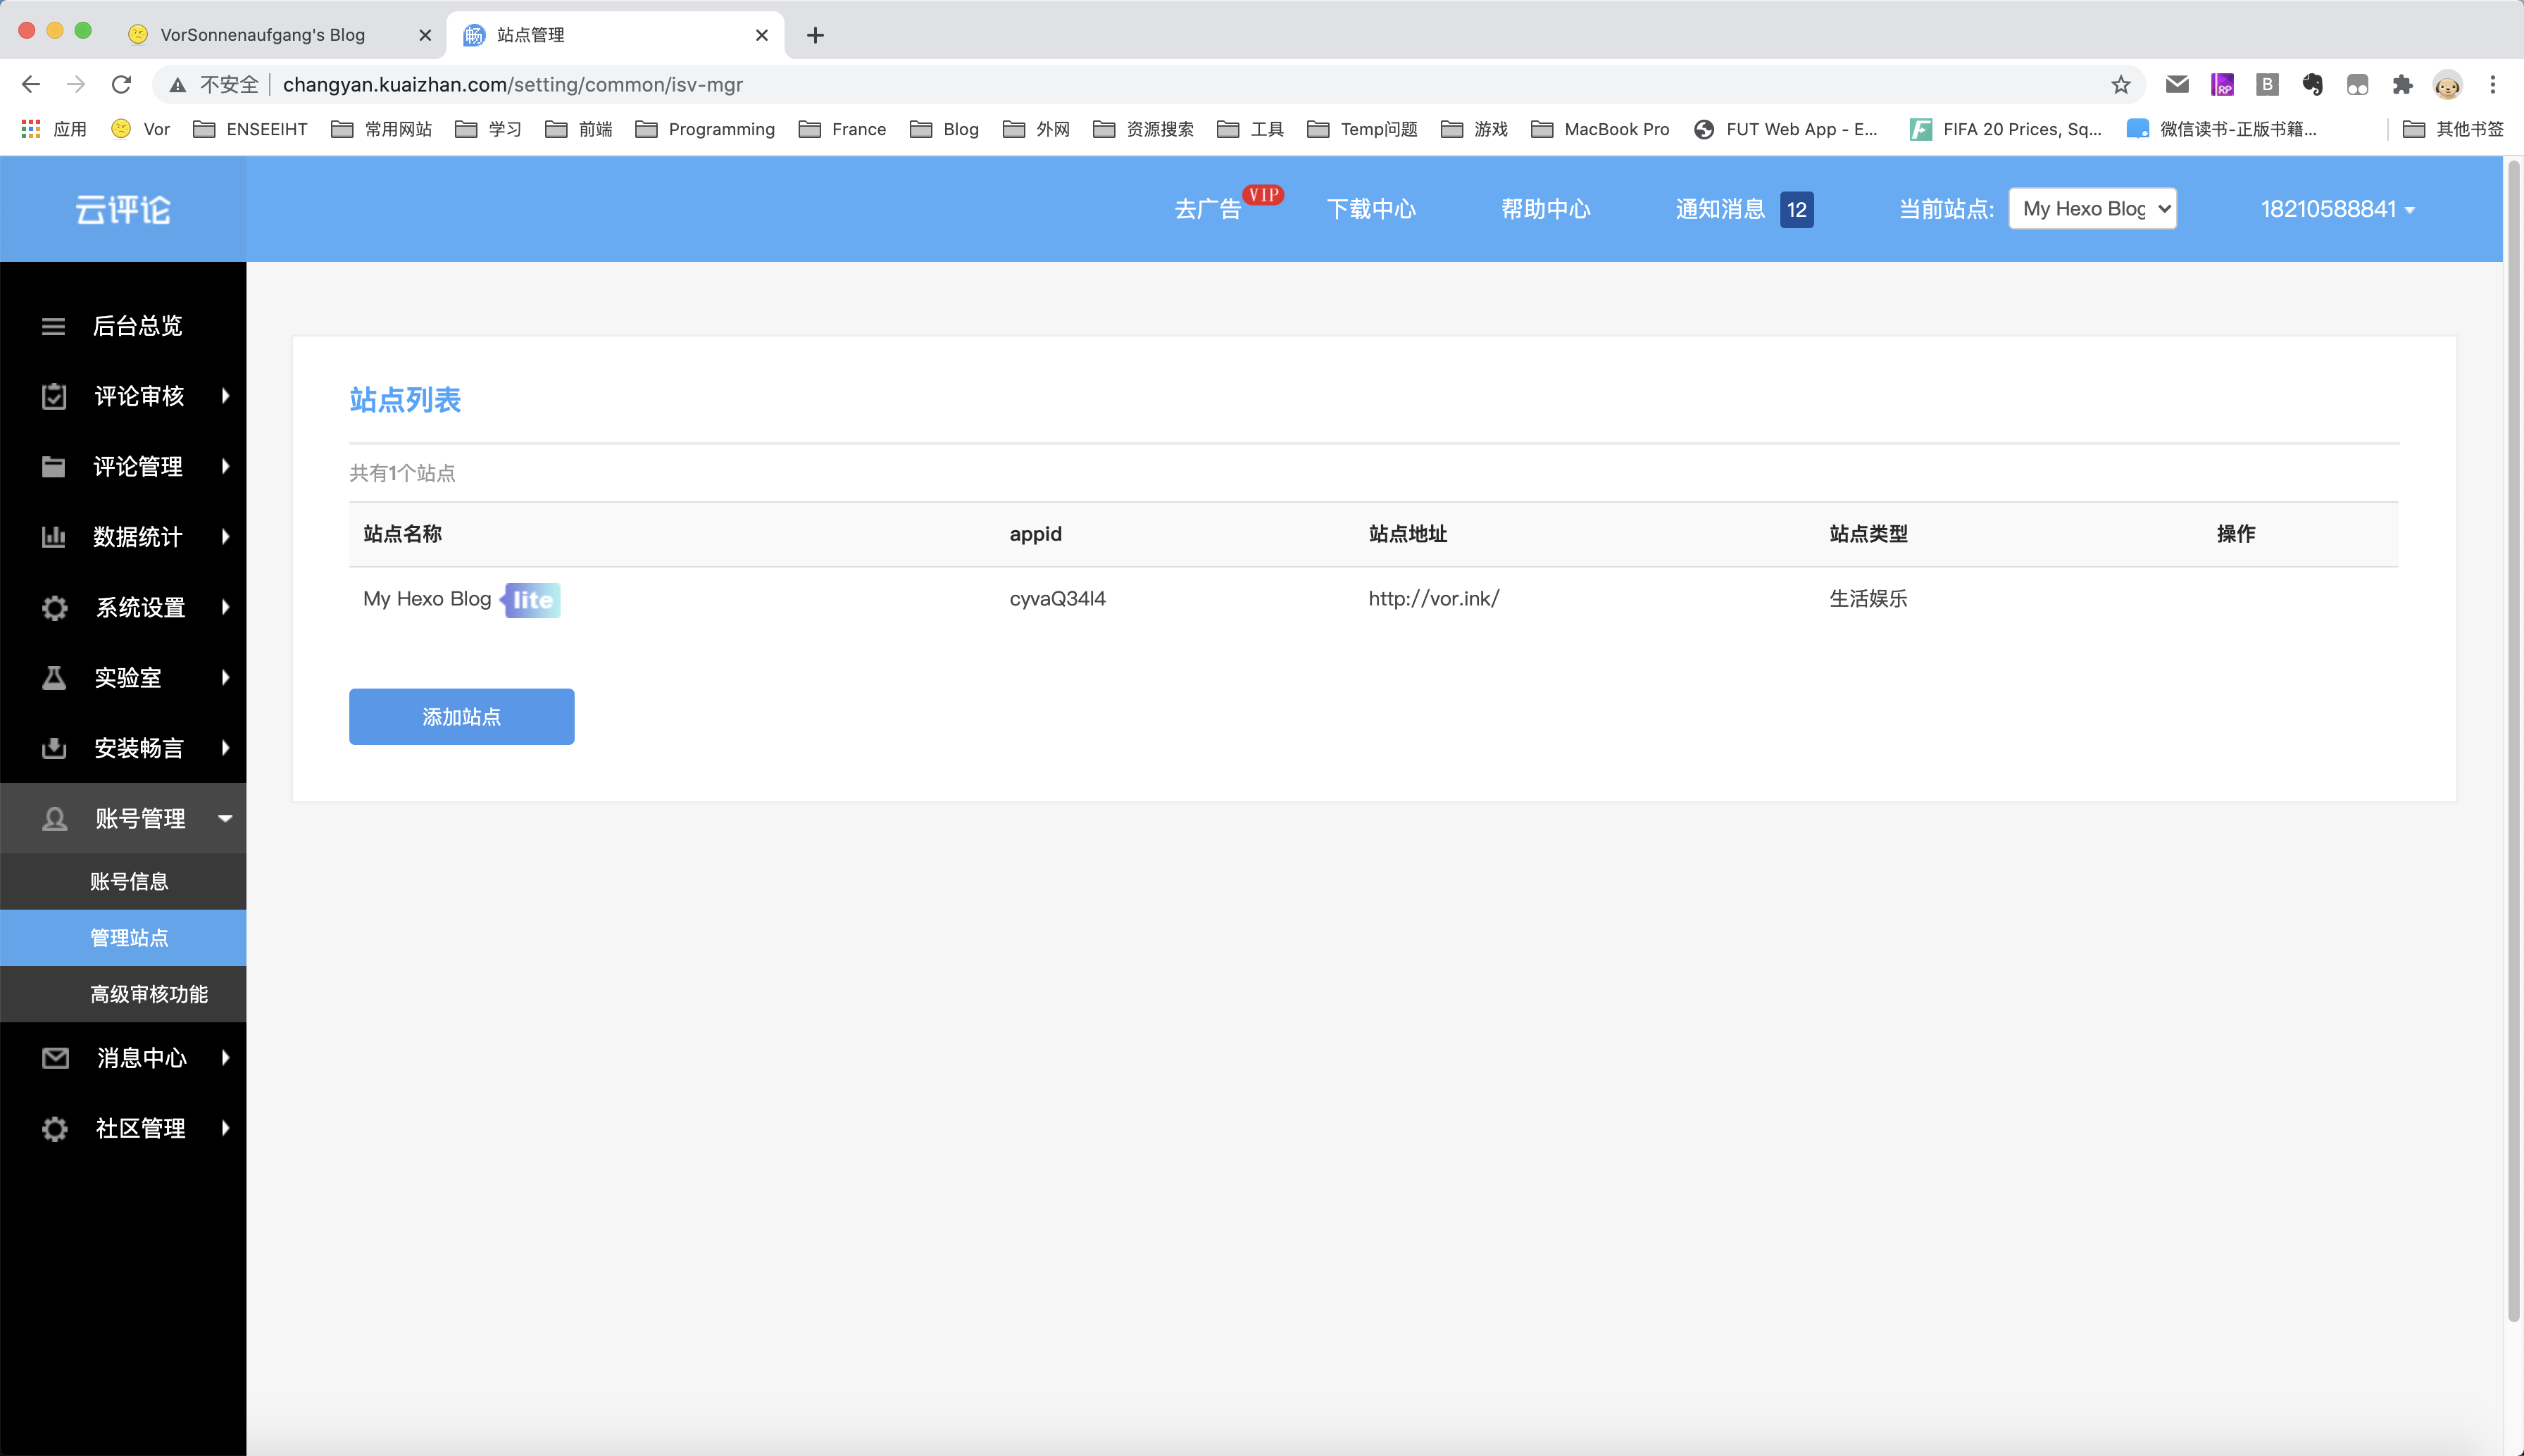 VorSonnenaufgang's Blog
站点管理
不安全 changyan.kuaizhan.com/setting/common/isv-mgr
应用 Vor ENSEEIHT 常用网站 学习 前端 Programming France Blog 外网 资源搜索 工具 Temp问题 游戏 MacBook Pro FUT Web App - E... FIFA 20 Prices, Sq... 微信读书-正版书籍... 其他书签
云评论 去广告 VIP 下载中心 帮助中心 通知消息 12 当前站点: My Hexo Blog 18210588841
后台总览
评论审核
评论管理
数据统计
系统设置
实验室
安装畅言
账号管理
账号信息
管理站点
高级审核功能
消息中心
社区管理
站点列表
共有1个站点
站点名称 appid 站点地址 站点类型 操作
My Hexo Blog lite cyvaQ34l4 http://vor.ink/ 生活娱乐
添加站点